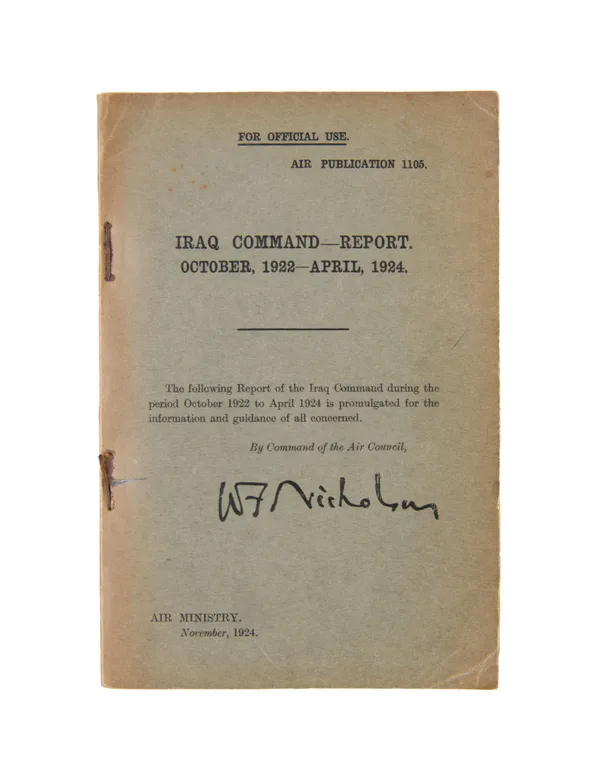 FOR OFFICIAL USE.
AIR PUBLICATION 1105.
IRAQ COMMAND—REPORT.
OCTOBER, 1922—APRIL, 1924.
The following Report of the Iraq Command during the
period October 1922 to April 1924 is promulgated for the
information and guidance of all concerned.
By Command of the Air Council,
WF Nicholson
AIR MINISTRY.
November, 1924.